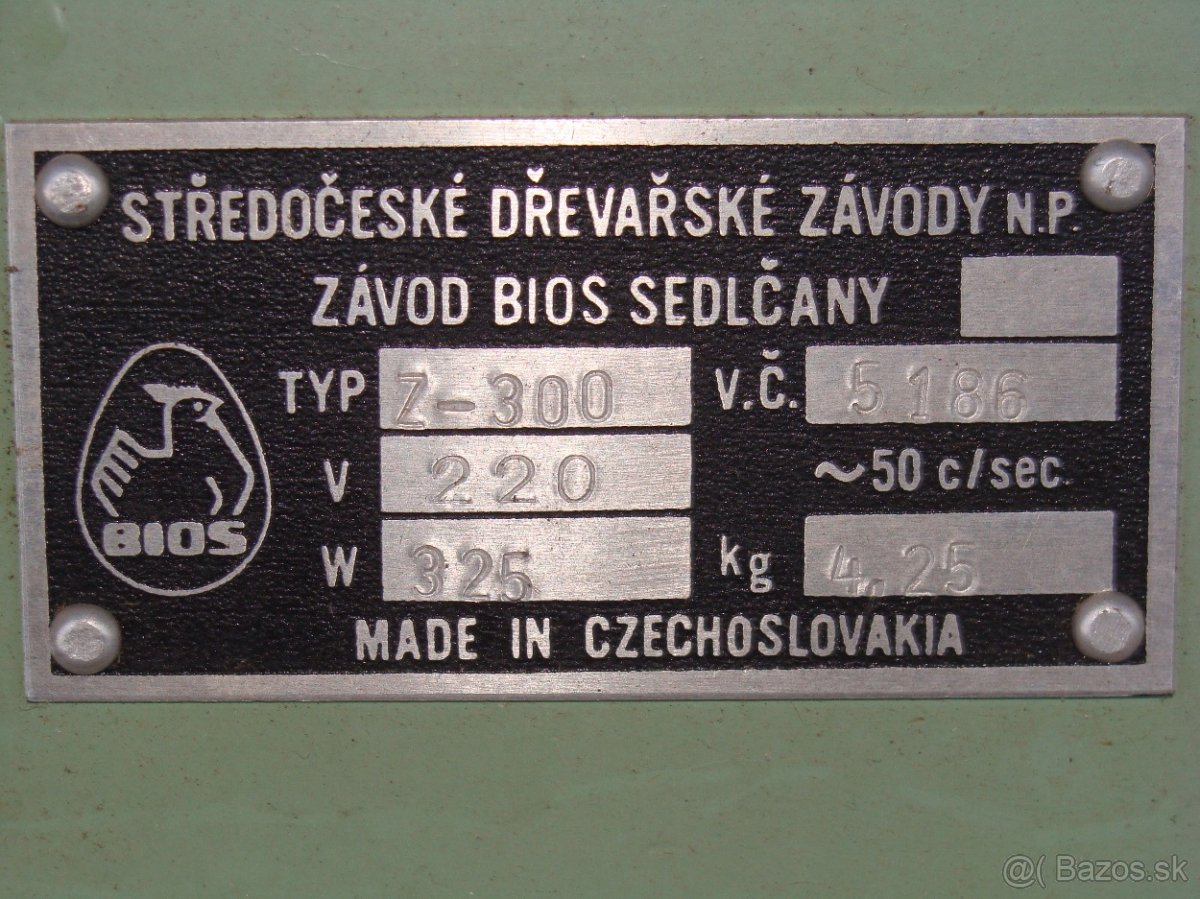 STŘEDOČESKÉ DŘEVAŘSKÉ ZÁVODY N.P.
ZÁVOD BIOS SEDLČANY
TYP Z-300 V.Č. 5186
V 220 ~50 c/sec.
W 325 kg 4,25
BIOS
MADE IN CZECHOSLOVAKIA
@( Bazos.sk